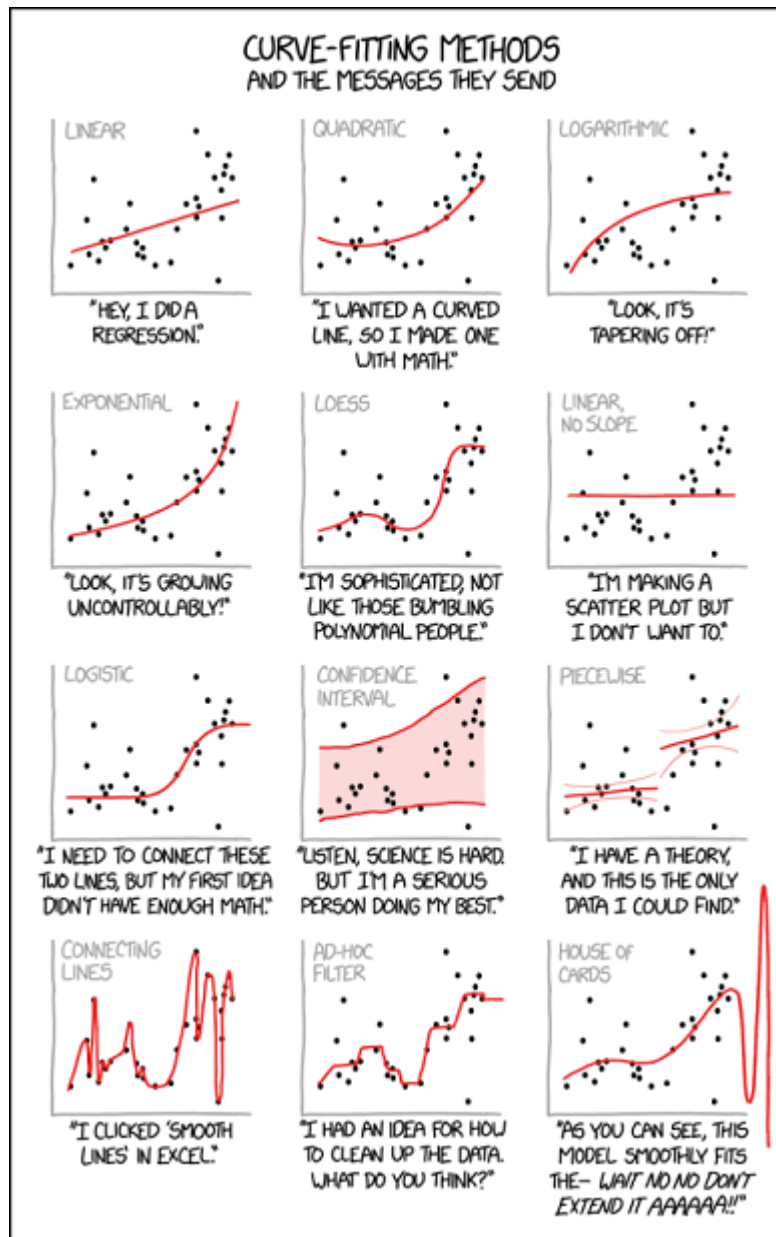 CURVE-FITTING METHODS
AND THE MESSAGES THEY SEND
LINEAR
"HEY, I DID A
REGRESSION."
QUADRATIC
"I WANTED A CURVED
LINE, SO I MADE ONE
WITH MATH."
LOGARITHMIC
"LOOK, IT'S
TAPERING OFF!"
EXPONENTIAL
"LOOK, IT'S GROWING
UNCONTROLLABLY!"
LOESS
"I'M SOPHISTICATED, NOT
LIKE THOSE BUMBLING
POLYNOMIAL PEOPLE."
LINEAR,
NO SLOPE
"I'M MAKING A
SCATTER PLOT BUT
I DON'T WANT TO."
LOGISTIC
"I NEED TO CONNECT THESE
TWO LINES, BUT MY FIRST IDEA
DIDN'T HAVE ENOUGH MATH."
CONFIDENCE
INTERVAL
"LISTEN, SCIENCE IS HARD.
BUT I'M A SERIOUS
PERSON DOING MY BEST."
PIECEWISE
"I HAVE A THEORY,
AND THIS IS THE ONLY
DATA I COULD FIND."
CONNECTING
LINES
"I CLICKED 'SMOOTH
LINES' IN EXCEL."
AD-HOC
FILTER
"I HAD AN IDEA FOR HOW
TO CLEAN UP THE DATA.
WHAT DO YOU THINK?"
HOUSE OF
CARDS
"AS YOU CAN SEE, THIS
MODEL SMOOTHLY FITS
THE- WAIT NO NO DON'T
EXTEND IT AAAAAA!!"